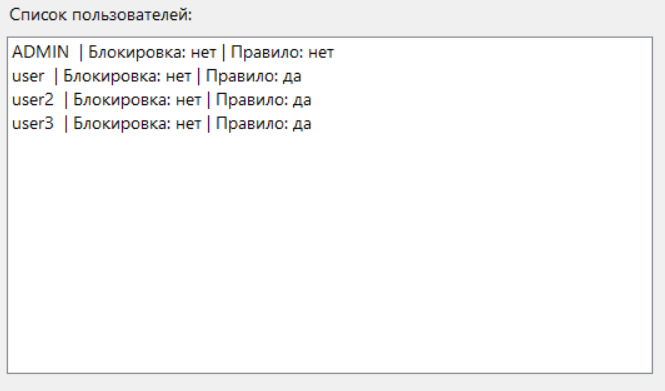 Список пользователей:
ADMIN | Блокировка: нет | Правило: нет
user | Блокировка: нет | Правило: да
user2 | Блокировка: нет | Правило: да
user3 | Блокировка: нет | Правило: да